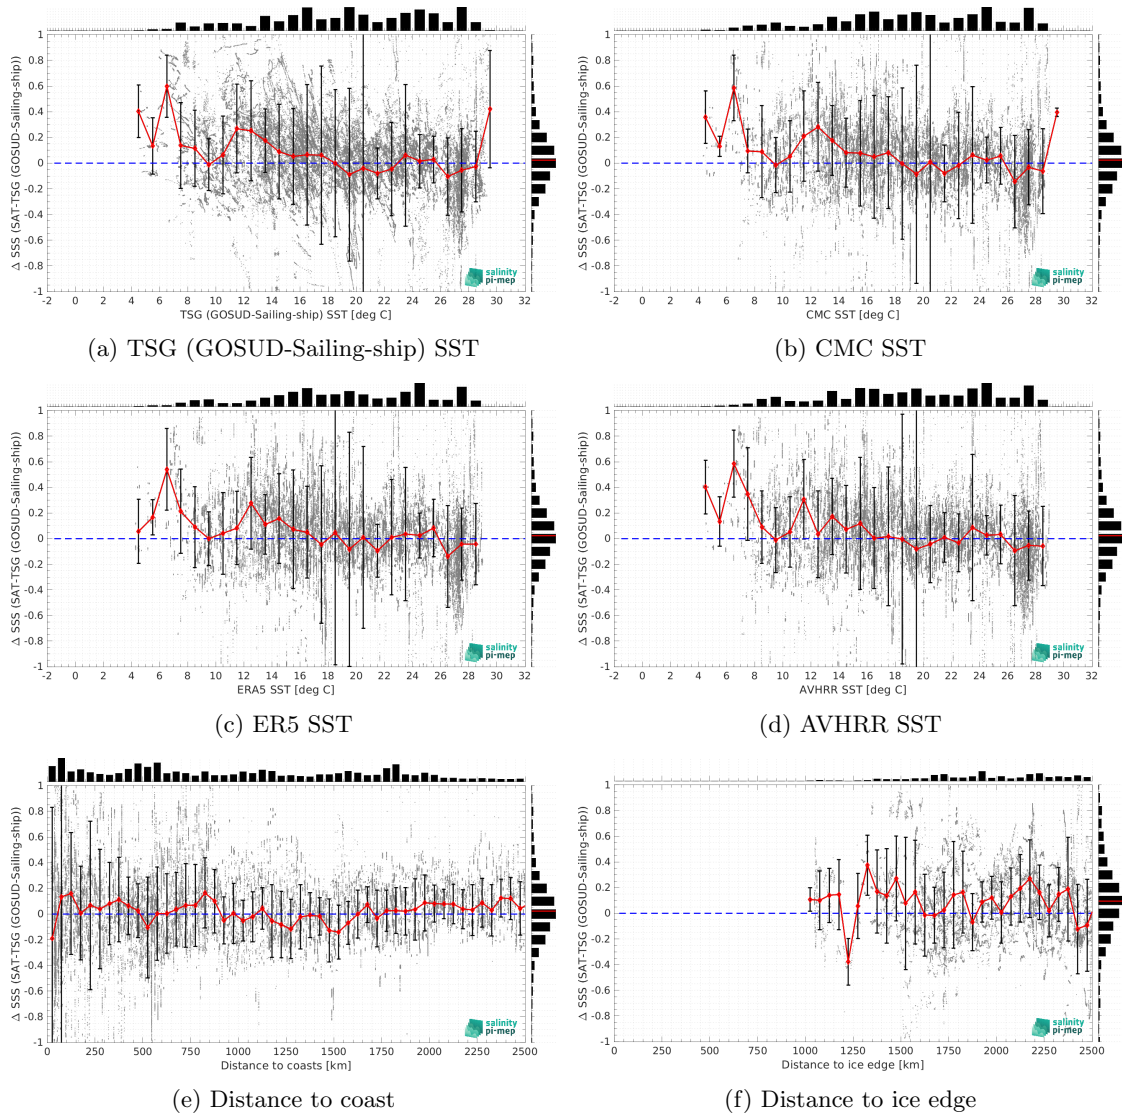 Δ SSS (SAT-TSG (GOSUD-Sailing-ship))
1
0.8
0.6
0.4
0.2
0
-0.2
-0.4
-0.6
-0.8
-1
salinity
pi-mep
-2 0 2 4 6 8 10 12 14 16 18 20 22 24 26 28 30 32
TSG (GOSUD-Sailing-ship) SST [deg C]
(a) TSG (GOSUD-Sailing-ship) SST
Δ SSS (SAT-TSG (GOSUD-Sailing-ship))
1
0.8
0.6
0.4
0.2
0
-0.2
-0.4
-0.6
-0.8
-1
salinity
pi-mep
-2 0 2 4 6 8 10 12 14 16 18 20 22 24 26 28 30 32
CMC SST [deg C]
(b) CMC SST
Δ SSS (SAT-TSG (GOSUD-Sailing-ship))
1
0.8
0.6
0.4
0.2
0
-0.2
-0.4
-0.6
-0.8
-1
salinity
pi-mep
-2 0 2 4 6 8 10 12 14 16 18 20 22 24 26 28 30 32
ERA5 SST [deg C]
(c) ER5 SST
Δ SSS (SAT-TSG (GOSUD-Sailing-ship))
1
0.8
0.6
0.4
0.2
0
-0.2
-0.4
-0.6
-0.8
-1
salinity
pi-mep
-2 0 2 4 6 8 10 12 14 16 18 20 22 24 26 28 30 32
AVHRR SST [deg C]
(d) AVHRR SST
Δ SSS (SAT-TSG (GOSUD-Sailing-ship))
1
0.8
0.6
0.4
0.2
0
-0.2
-0.4
-0.6
-0.8
-1
salinity
pi-mep
0 250 500 750 1000 1250 1500 1750 2000 2250 2500
Distance to coasts [km]
(e) Distance to coast
Δ SSS (SAT-TSG (GOSUD-Sailing-ship))
1
0.8
0.6
0.4
0.2
0
-0.2
-0.4
-0.6
-0.8
-1
salinity
pi-mep
0 250 500 750 1000 1250 1500 1750 2000 2250 2500
Distance to ice edge [km]
(f) Distance to ice edge